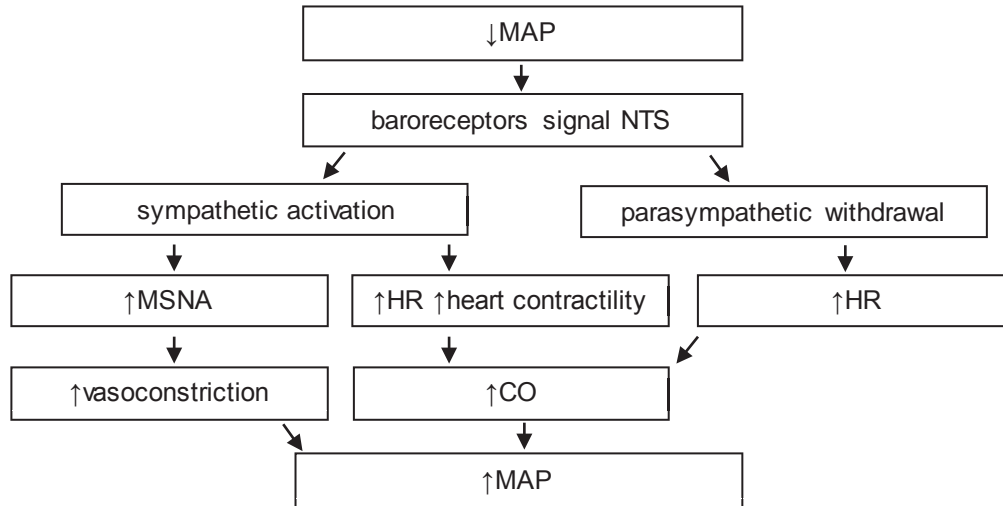 ↓MAP
baroreceptors signal NTS
sympathetic activation
parasympathetic withdrawal
↑MSNA
↑HR ↑heart contractility
↑HR
↑vasoconstriction
↑CO
↑MAP